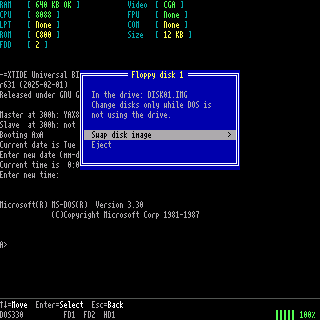 RAM [ 640 KB OK ] Video [ CGA ]
CPU [ 8088 ] FPU [ None ]
LPT [ None ] COM [ None ]
ROM [ C800 ] Size [ 12 KB ]
FDD [ 2 ]
-=XTIDE Universal BI
r631 (2025-02-01)
Released under GNU G
Master at 300h: YAX8
Slave at 300h: not
Booting A»A
Current date is Tue
Enter new date (mm-d
Current time is 0:0
Enter new time:
Floppy disk 1
In the drive: DISK01.IMG
Change disks only while DOS is
not using the drive.
Swap disk image >
Eject
Microsoft(R) MS-DOS(R) Version 3.30
(C)Copyright Microsoft Corp 1981-1987
A>
↑↓=Move Enter=Select Esc=Back
DOS330 FD1 FD2 HD1 100%